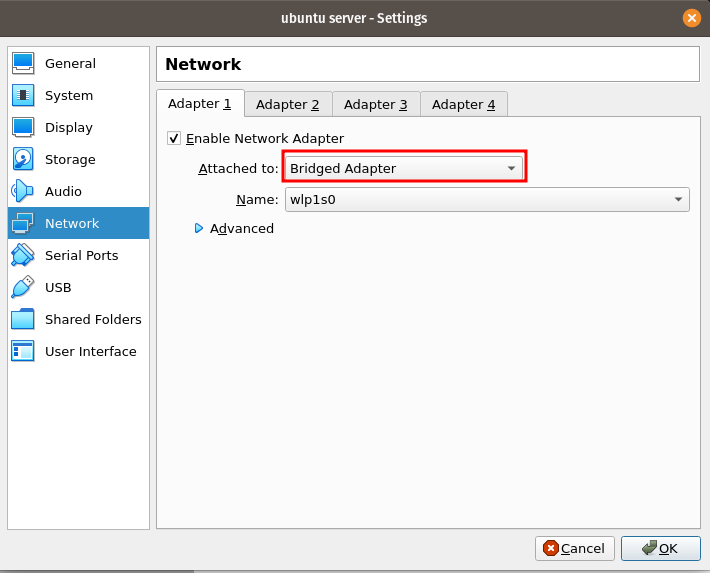 ubuntu server - Settings
General
System
Display
Storage
Audio
Network
Serial Ports
USB
Shared Folders
User Interface
Network
Adapter 1 Adapter 2 Adapter 3 Adapter 4
Enable Network Adapter
Attached to: Bridged Adapter
Name: wlp1s0
Advanced
Cancel OK